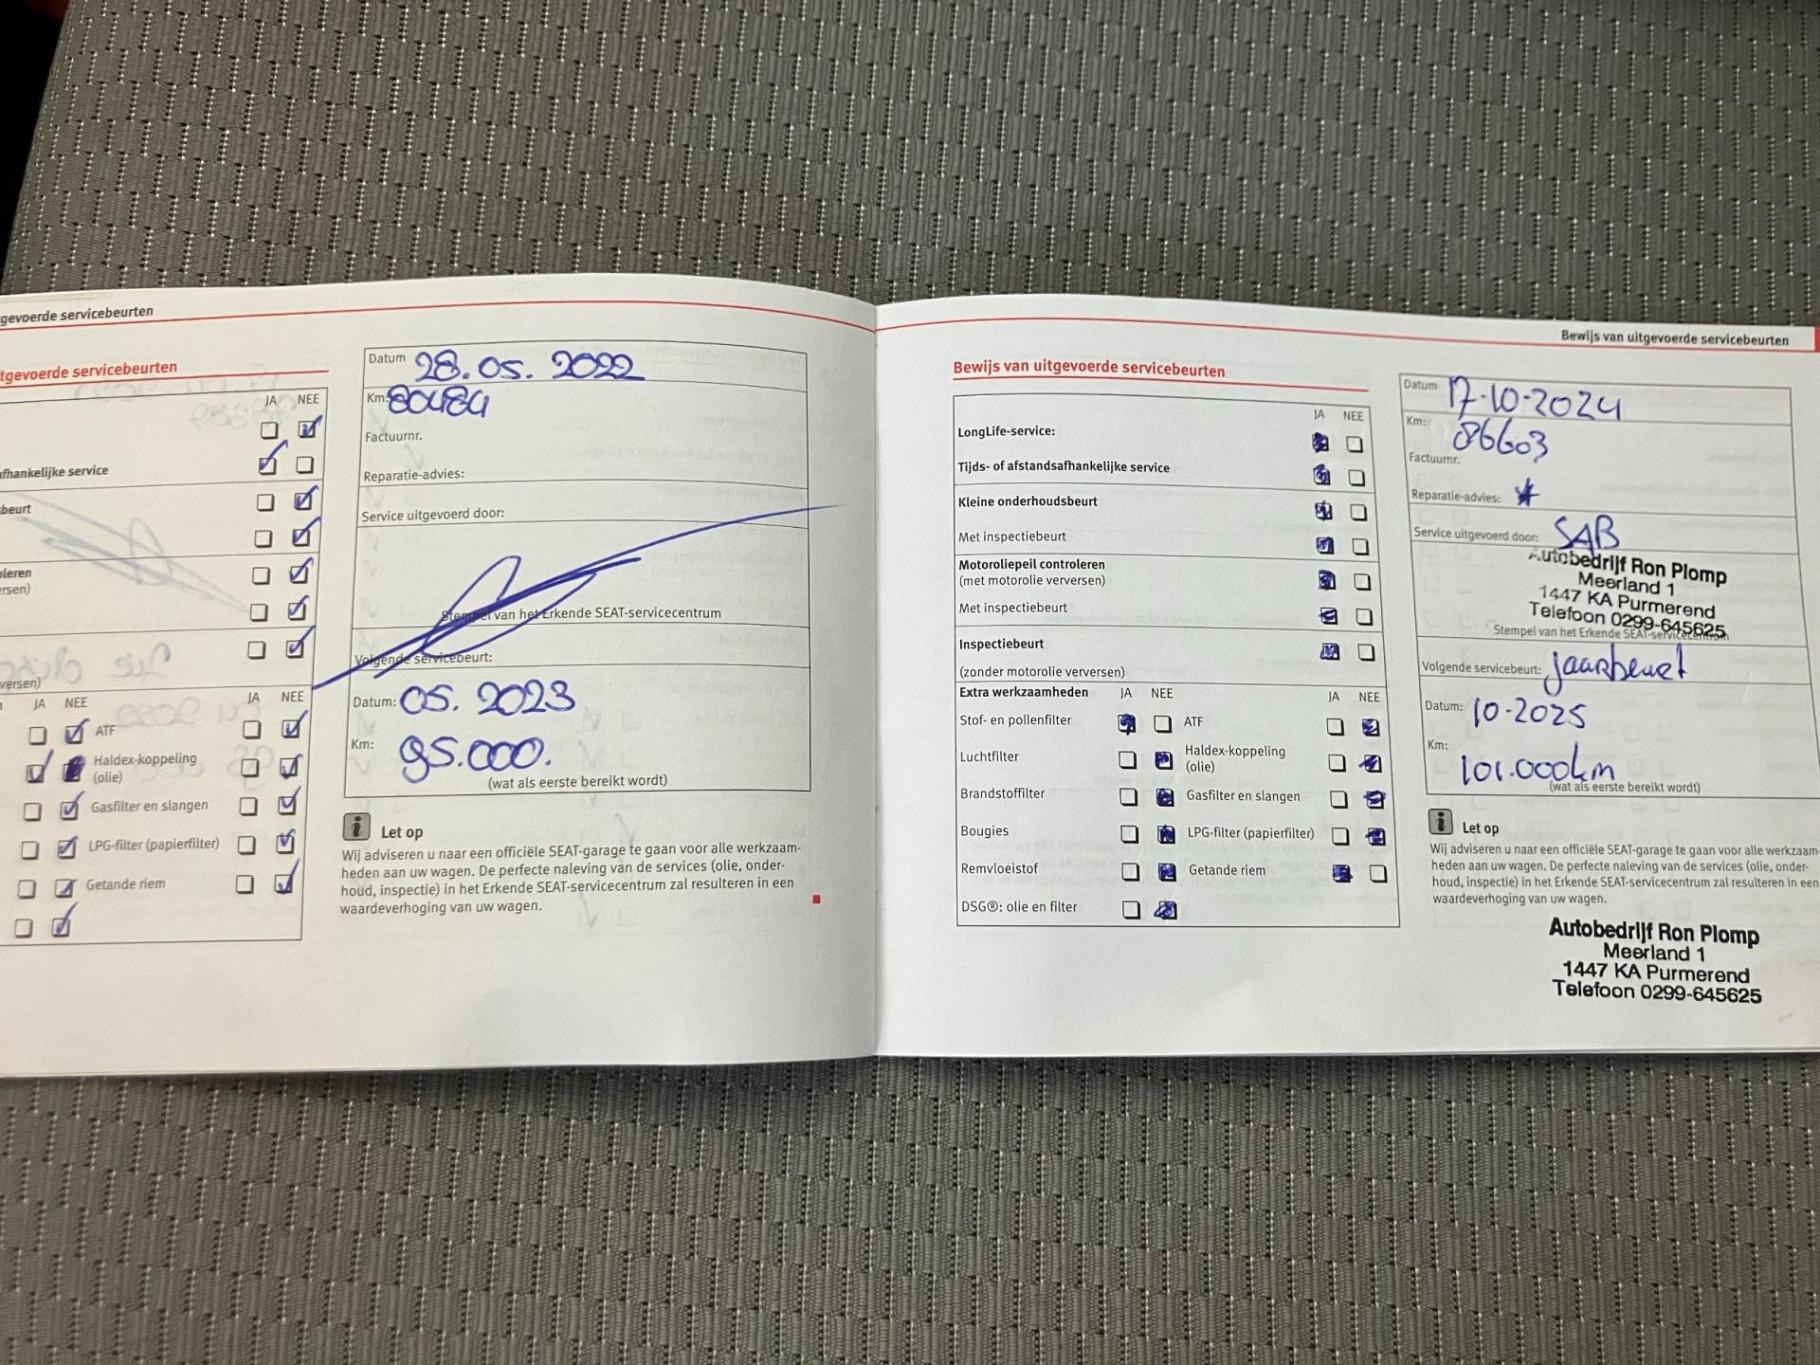 gevoerde servicebeurten
tgevoerde servicebeurten
JA NEE
fhankelijke service
beurt
leren
rsen)
versen)
JA NEE
JA NEE
ATF
Haldex-koppeling
(olie)
Gasfilter en slangen
LPG-filter (papierfilter)
Getande riem
Datum 28.05.2022
Km: 80484
Factuurnr.
Reparatie-advies:
Service uitgevoerd door:
Stempel van het Erkende SEAT-servicecentrum
Volgende servicebeurt:
Datum: 05.2023
Km: 95.000.
(wat als eerste bereikt wordt)
i Let op
Wij adviseren u naar een officiële SEAT-garage te gaan voor alle werkzaam-
heden aan uw wagen. De perfecte naleving van de services (olie, onder-
houd, inspectie) in het Erkende SEAT-servicecentrum zal resulteren in een
waardeverhoging van uw wagen.
Bewijs van uitgevoerde servicebeurten
Bewijs van uitgevoerde servicebeurten
JA NEE
LongLife-service:
Tijds- of afstandsafhankelijke service
Kleine onderhoudsbeurt
Met inspectiebeurt
Motoroliepeil controleren
(met motorolie verversen)
Met inspectiebeurt
Inspectiebeurt
(zonder motorolie verversen)
Extra werkzaamheden JA NEE
JA NEE
Stof- en pollenfilter
ATF
Luchtfilter
Haldex-koppeling
(olie)
Brandstoffilter
Gasfilter en slangen
Bougies
LPG-filter (papierfilter)
Remvloeistof
Getande riem
DSG®: olie en filter
Datum 17-10-2024
Km: 86603
Factuurnr.
Reparatie-advies: *
Service uitgevoerd door: SAB
Autobedrijf Ron Plomp
Meerland 1
1447 KA Purmerend
Telefoon 0299-645625
Stempel van het Erkende SEAT-servicecentrum
Volgende servicebeurt: jaarbeurt
Datum: 10-2025
Km: 101.000km
(wat als eerste bereikt wordt)
i Let op
Wij adviseren u naar een officiële SEAT-garage te gaan voor alle werkzaam-
heden aan uw wagen. De perfecte naleving van de services (olie, onder-
houd, inspectie) in het Erkende SEAT-servicecentrum zal resulteren in een
waardeverhoging van uw wagen.
Autobedrijf Ron Plomp
Meerland 1
1447 KA Purmerend
Telefoon 0299-645625